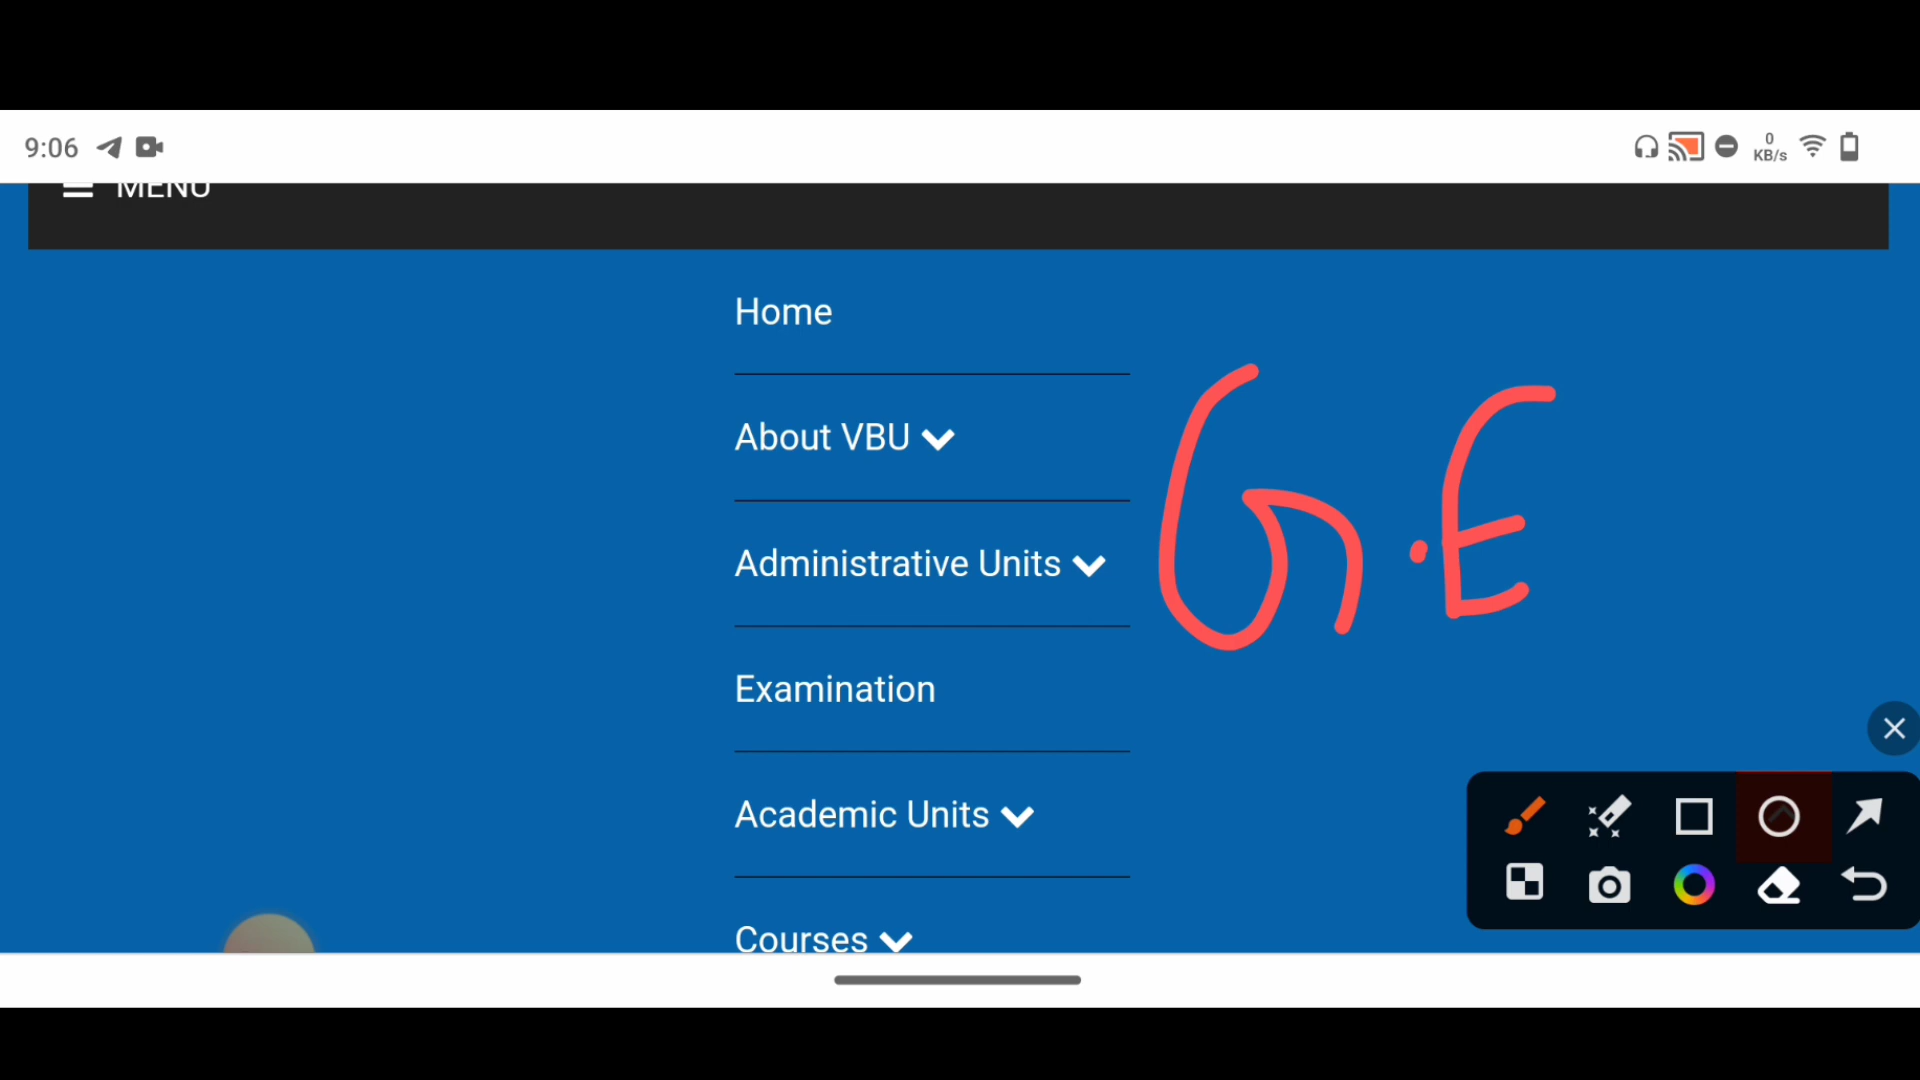 9:06
0
KB/s
MENU
Home
About VBU
G.E
Administrative Units
Examination
Academic Units
Courses